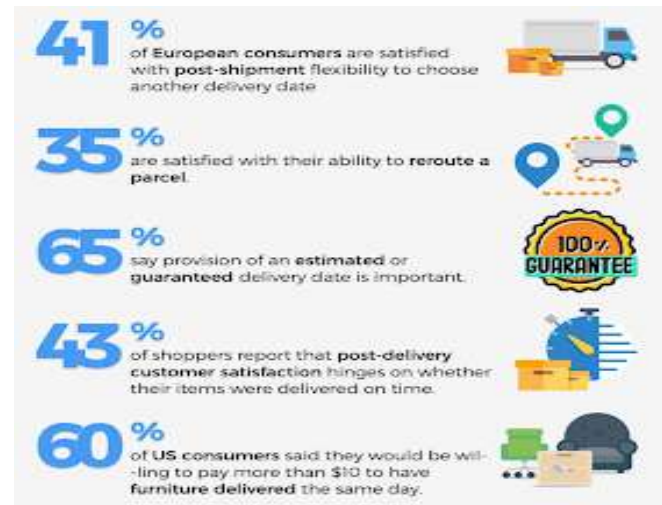 41%
of European consumers are satisfied
with post-shipment flexibility to choose
another delivery date
35%
are satisfied with their ability to reroute a
parcel.
65%
say provision of an estimated or
guaranteed delivery date is important.
100%
GUARANTEE
43%
of shoppers report that post-delivery
customer satisfaction hinges on whether
their items were delivered on time.
60%
of US consumers said they would be wil-
-ling to pay more than $10 to have
furniture delivered the same day.